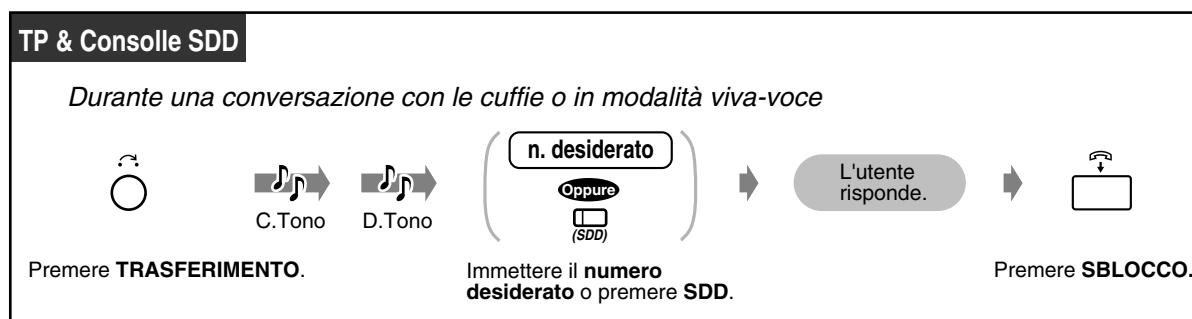 TP & Consolle SDD
Durante una conversazione con le cuffie o in modalità viva-voce
n. desiderato
Oppure
(SDD)
C.Tono
D.Tono
L'utente
risponde.
Premere TRASFERIMENTO.
Immettere il numero
desiderato o premere SDD.
Premere SBLOCCO.